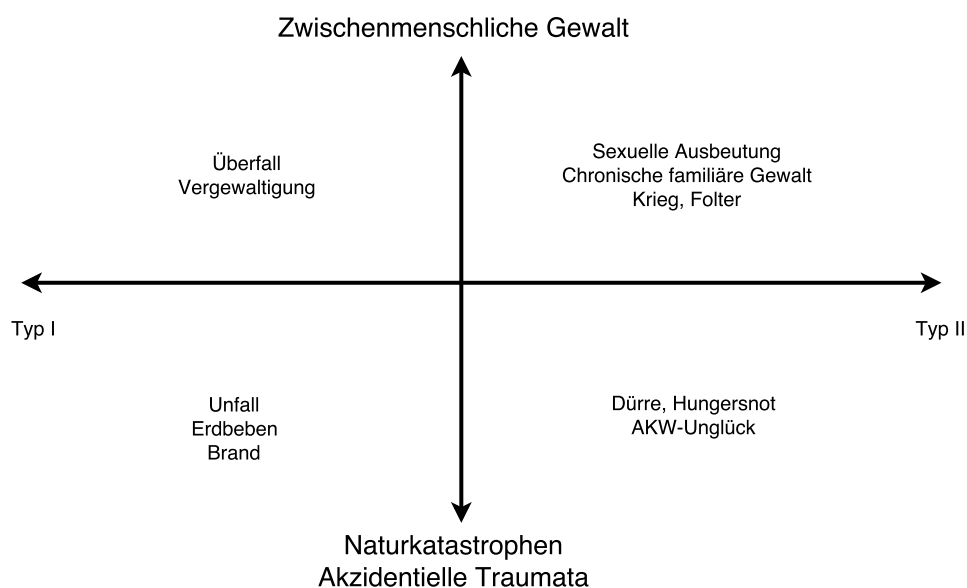 Zwischenmenschliche Gewalt
Überfall
Vergewaltigung
Sexuelle Ausbeutung
Chronische familiäre Gewalt
Krieg, Folter
Typ I
Typ II
Unfall
Erdbeben
Brand
Dürre, Hungersnot
AKW-Unglück
Naturkatastrophen
Akzidentielle Traumata